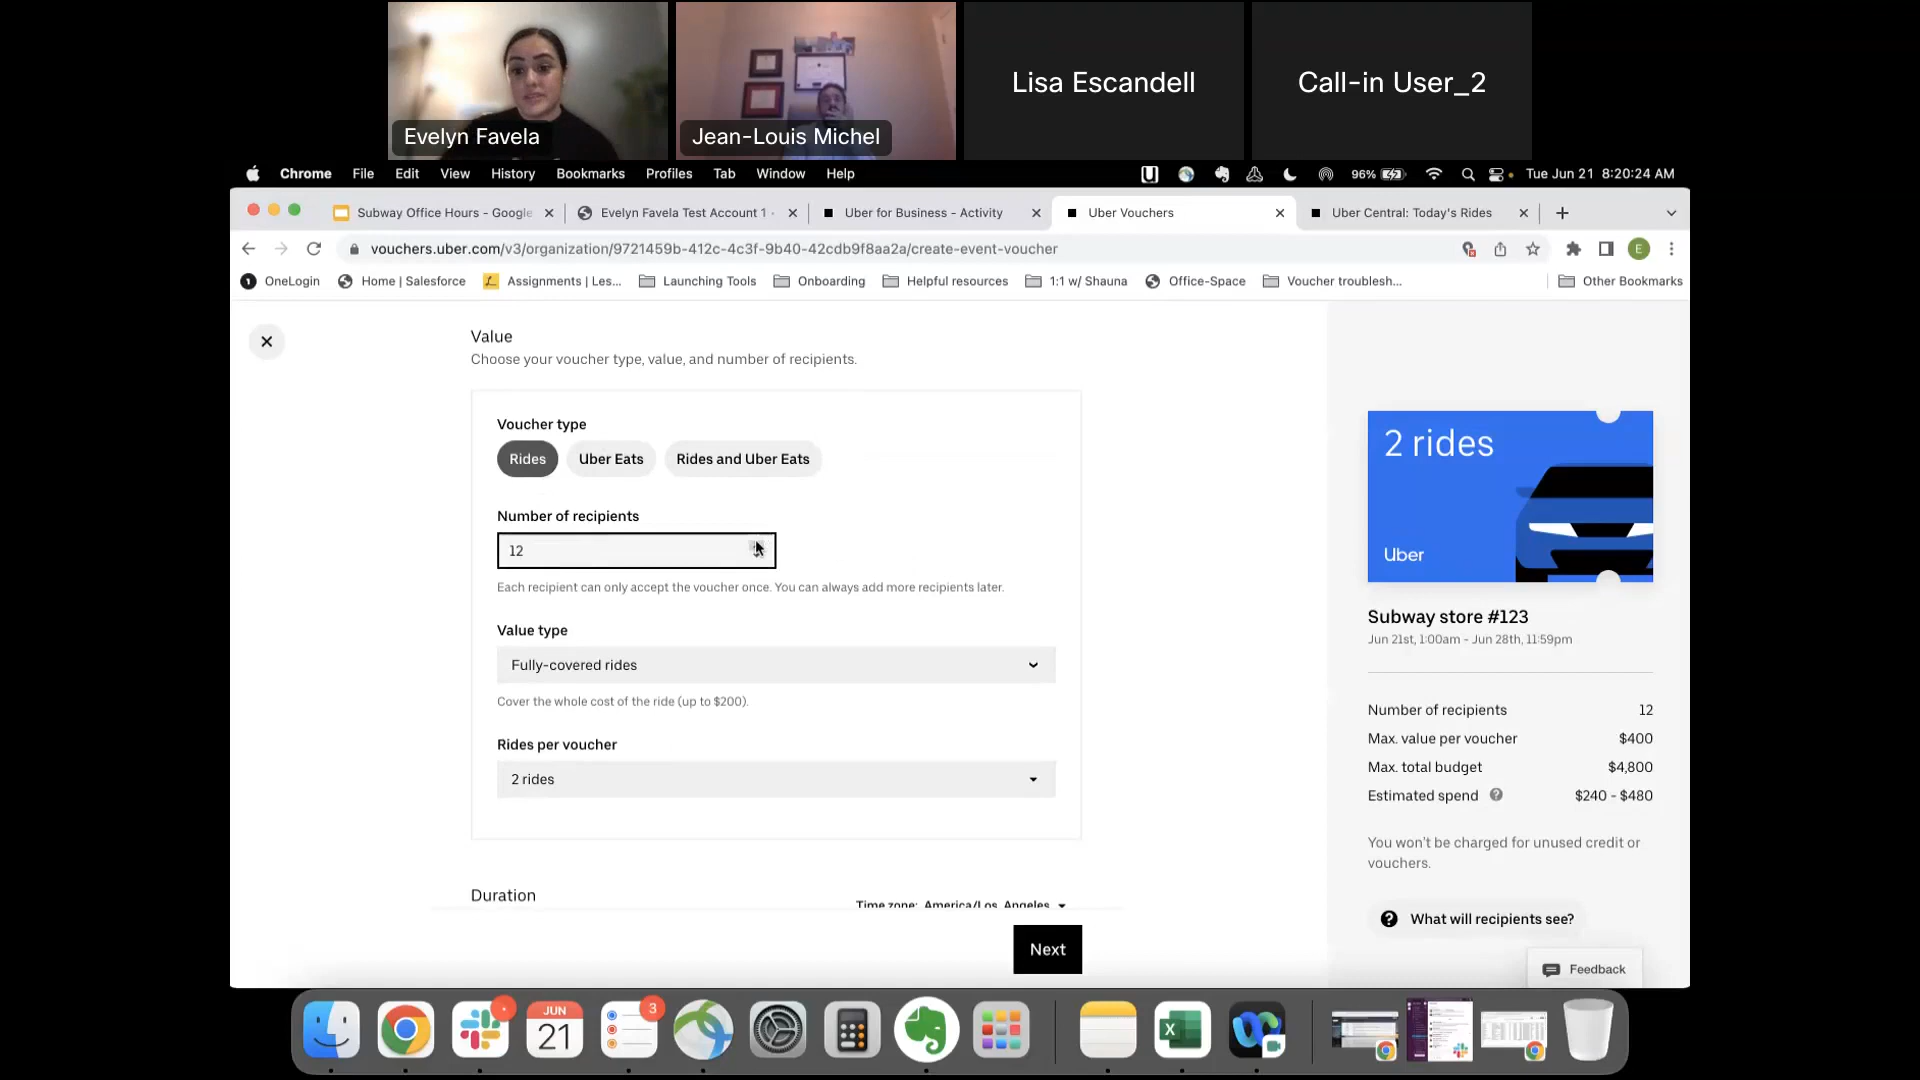 Evelyn Favela
Jean-Louis Michel
Lisa Escandell
Call-in User_2
Chrome File Edit View History Bookmarks Profiles Tab Window Help
96%
Tue Jun 21 8:20:24 AM
Subway Office Hours - Google
Evelyn Favela Test Account 1 -
Uber for Business - Activity
Uber Vouchers
Uber Central: Today's Rides
vouchers.uber.com/v3/organization/9721459b-412c-4c3f-9b40-42cdb9f8aa2a/create-event-voucher
E
OneLogin
Home | Salesforce
Assignments | Les...
Launching Tools
Onboarding
Helpful resources
1:1 w/ Shauna
Office-Space
Voucher troublesh...
Other Bookmarks
Value
Choose your voucher type, value, and number of recipients.
Voucher type
Rides
Uber Eats
Rides and Uber Eats
Number of recipients
12
Each recipient can only accept the voucher once. You can always add more recipients later.
Value type
Fully-covered rides
Cover the whole cost of the ride (up to $200).
Rides per voucher
2 rides
Duration
Time zone: America/Los_Angeles
Next
2 rides
Uber
Subway store #123
Jun 21st, 1:00am - Jun 28th, 11:59pm
Number of recipients 12
Max. value per voucher $400
Max. total budget $4,800
Estimated spend $240 - $480
You won't be charged for unused credit or
vouchers.
What will recipients see?
Feedback
JUN
21
3